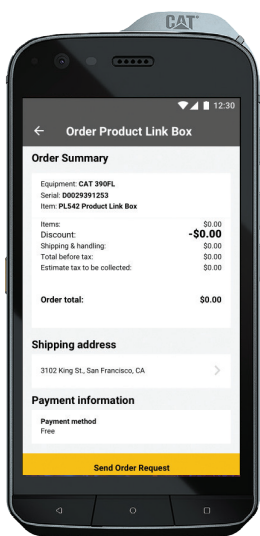 CAT
12:30
Order Product Link Box
Order Summary
Equipment: CAT 390FL
Serial: D0029391253
Item: PL542 Product Link Box
Items: $0.00
Discount: -$0.00
Shipping & handling: $0.00
Total before tax: $0.00
Estimate tax to be collected: $0.00
Order total: $0.00
Shipping address
3102 King St., San Francisco, CA
Payment information
Payment method
Free
Send Order Request